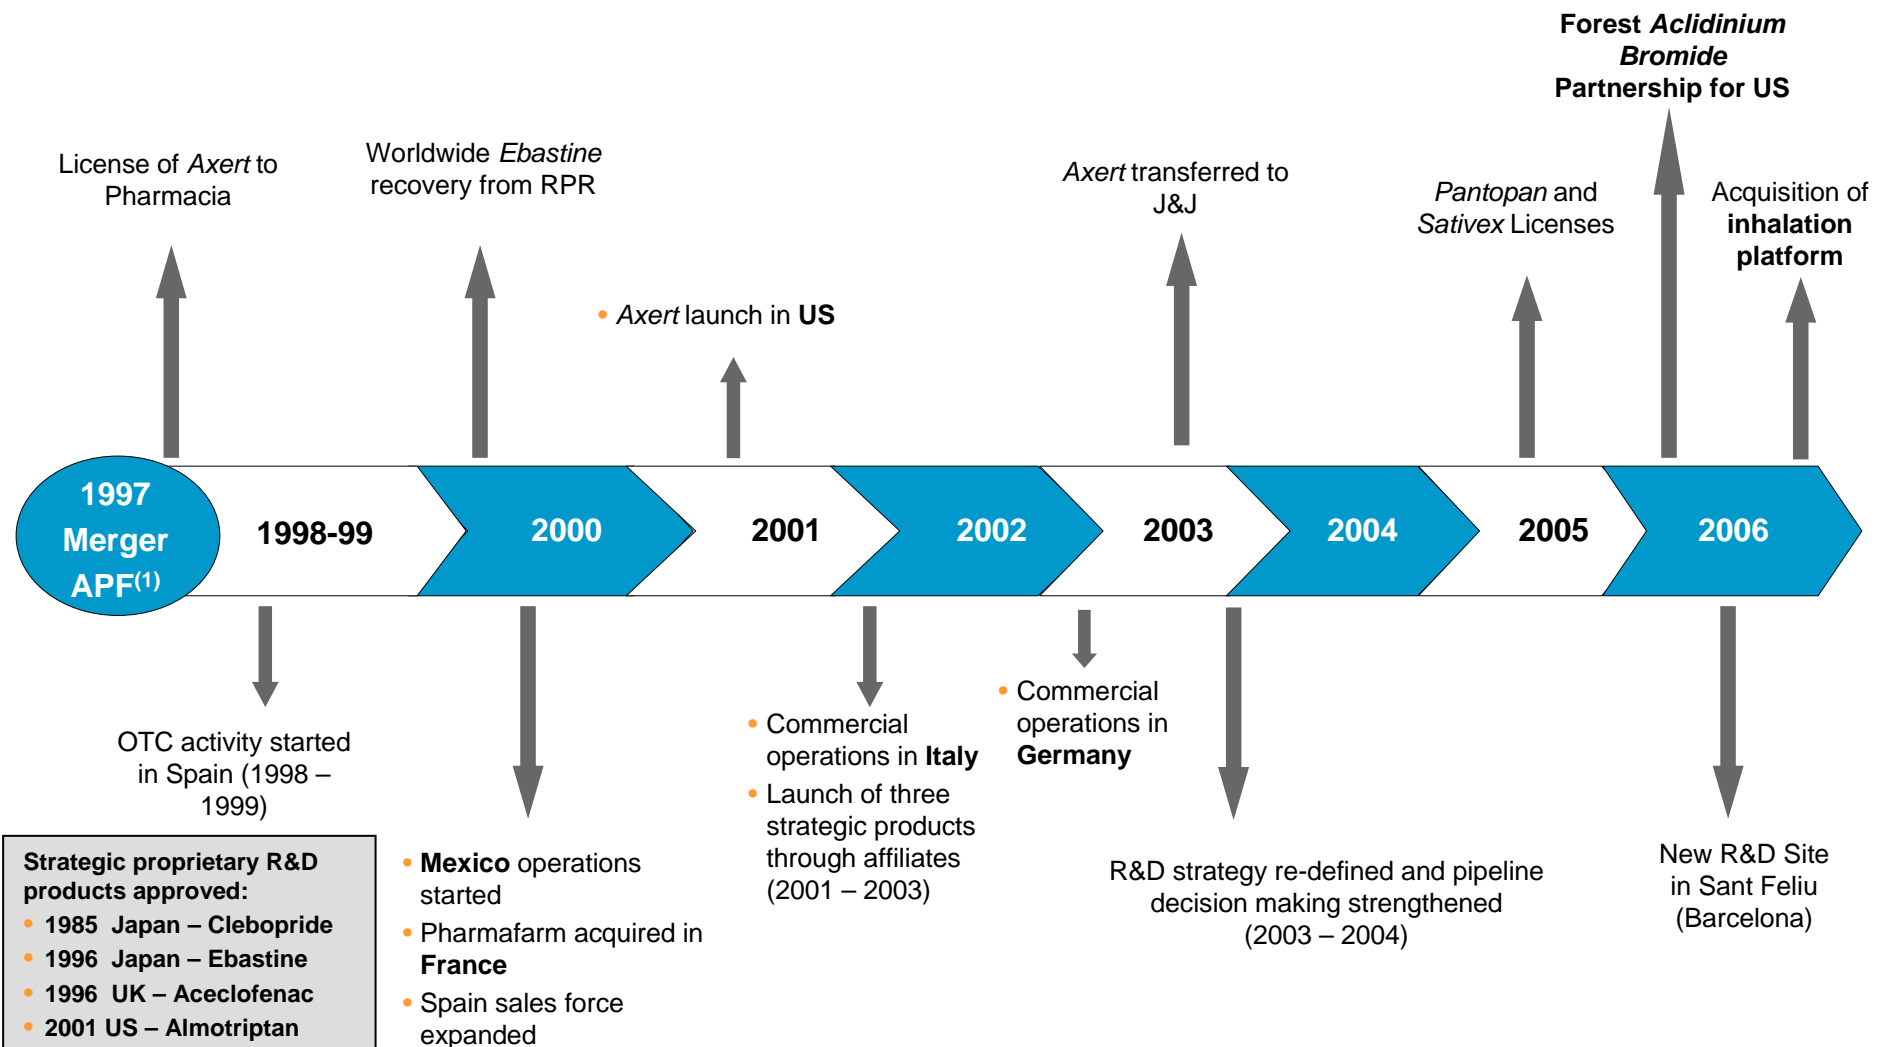 Forest Aclidinium
Bromide
Partnership for US
License of Axert to
Pharmacia
Worldwide Ebastine
recovery from RPR
• Axert launch in US
Axert transferred to
J&J
Pantopan and
Sativex Licenses
Acquisition of
inhalation
platform
1997
Merger
APF(1)
1998-99
2000
2001
2002
2003
2004
2005
2006
OTC activity started
in Spain (1998 –
1999)
• Mexico operations
started
• Pharmafarm acquired in
France
• Spain sales force
expanded
• Commercial
operations in Italy
• Launch of three
strategic products
through affiliates
(2001 – 2003)
• Commercial
operations in
Germany
R&D strategy re-defined and pipeline
decision making strengthened
(2003 – 2004)
New R&D Site
in Sant Feliu
(Barcelona)
Strategic proprietary R&D
products approved:
• 1985 Japan – Clebopride
• 1996 Japan – Ebastine
• 1996 UK – Aceclofenac
• 2001 US – Almotriptan